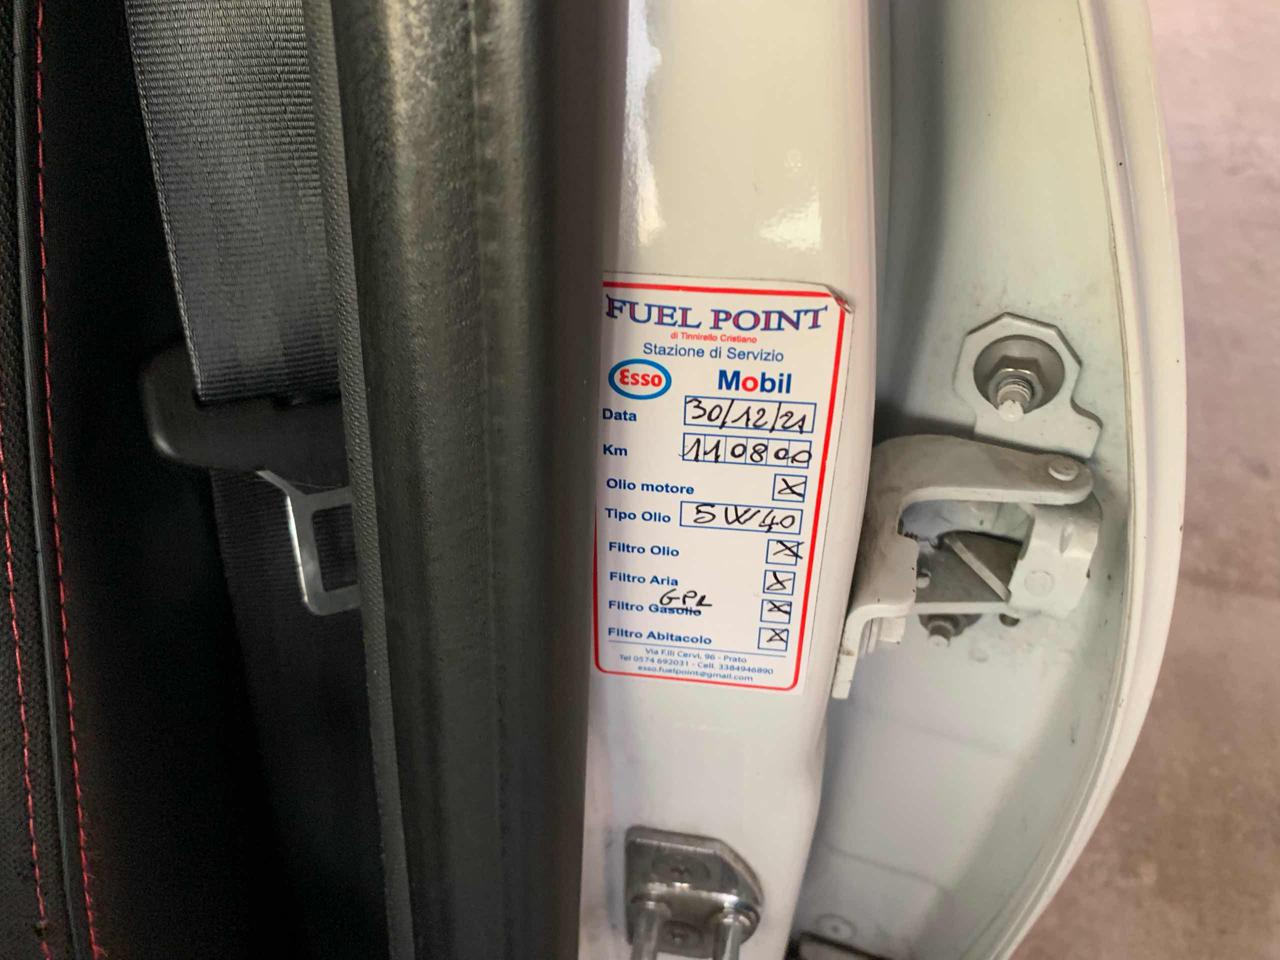 FUEL POINT
di Tinnirello Cristiano
Stazione di Servizio
Esso Mobil
Data 30/12/21
Km 110800
Olio motore X
Tipo Olio 5W40
Filtro Olio X
Filtro Aria X
GPL
Filtro Gasolio X
Filtro Abitacolo X
Via F.lli Cervi, 96 - Prato
Tel 0574 692031 - Cell. 3384946890
esso.fuelpoint@gmail.com